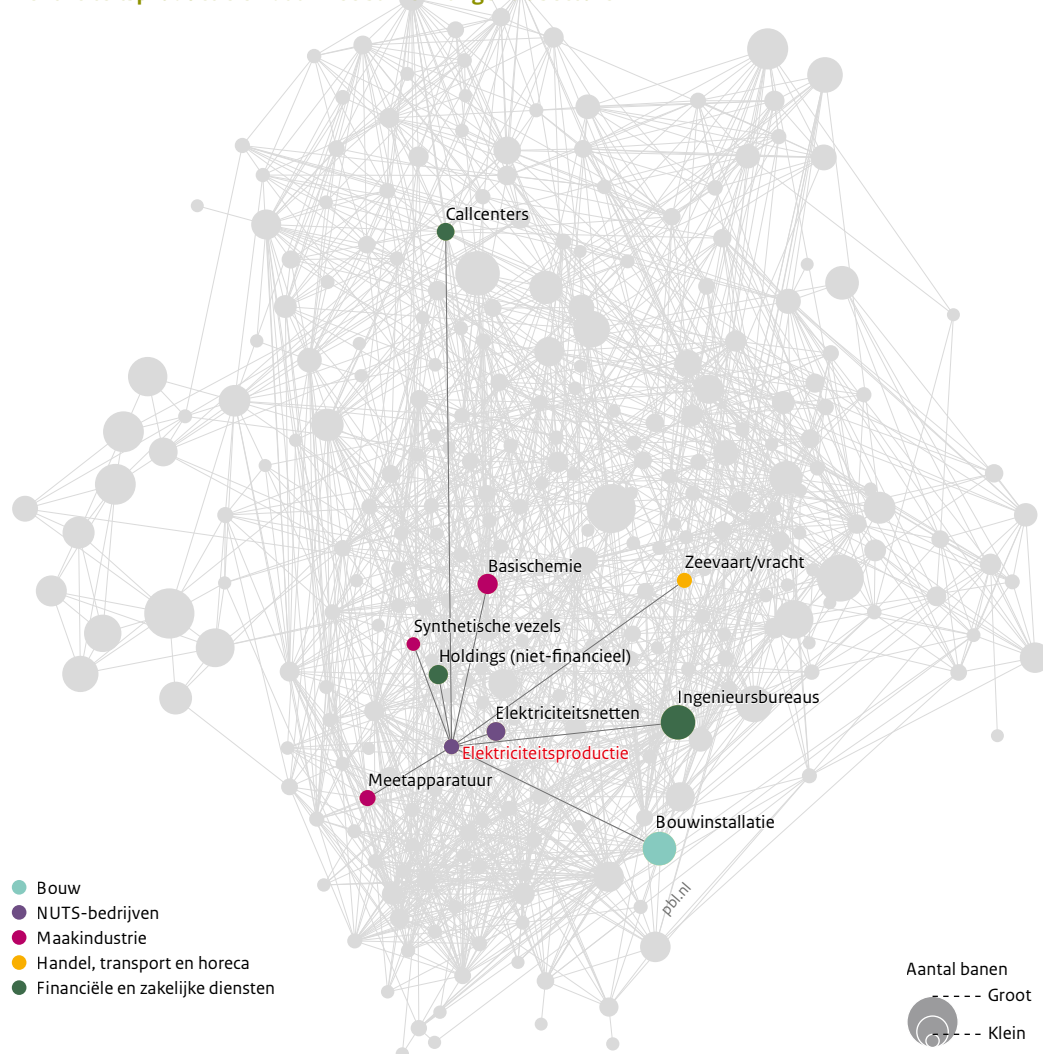 Callcenters
Basischemie
Zeevaart/vracht
Synthetische vezels
Holdings (niet-financieel)
Ingenieursbureaus
Elektriciteitsnetten
Elektriciteitsproductie
Meetapparatuur
Bouwinstallatie
pbl.nl
Bouw
NUTS-bedrijven
Maakindustrie
Handel, transport en horeca
Financiële en zakelijke diensten
Aantal banen
Groot
Klein